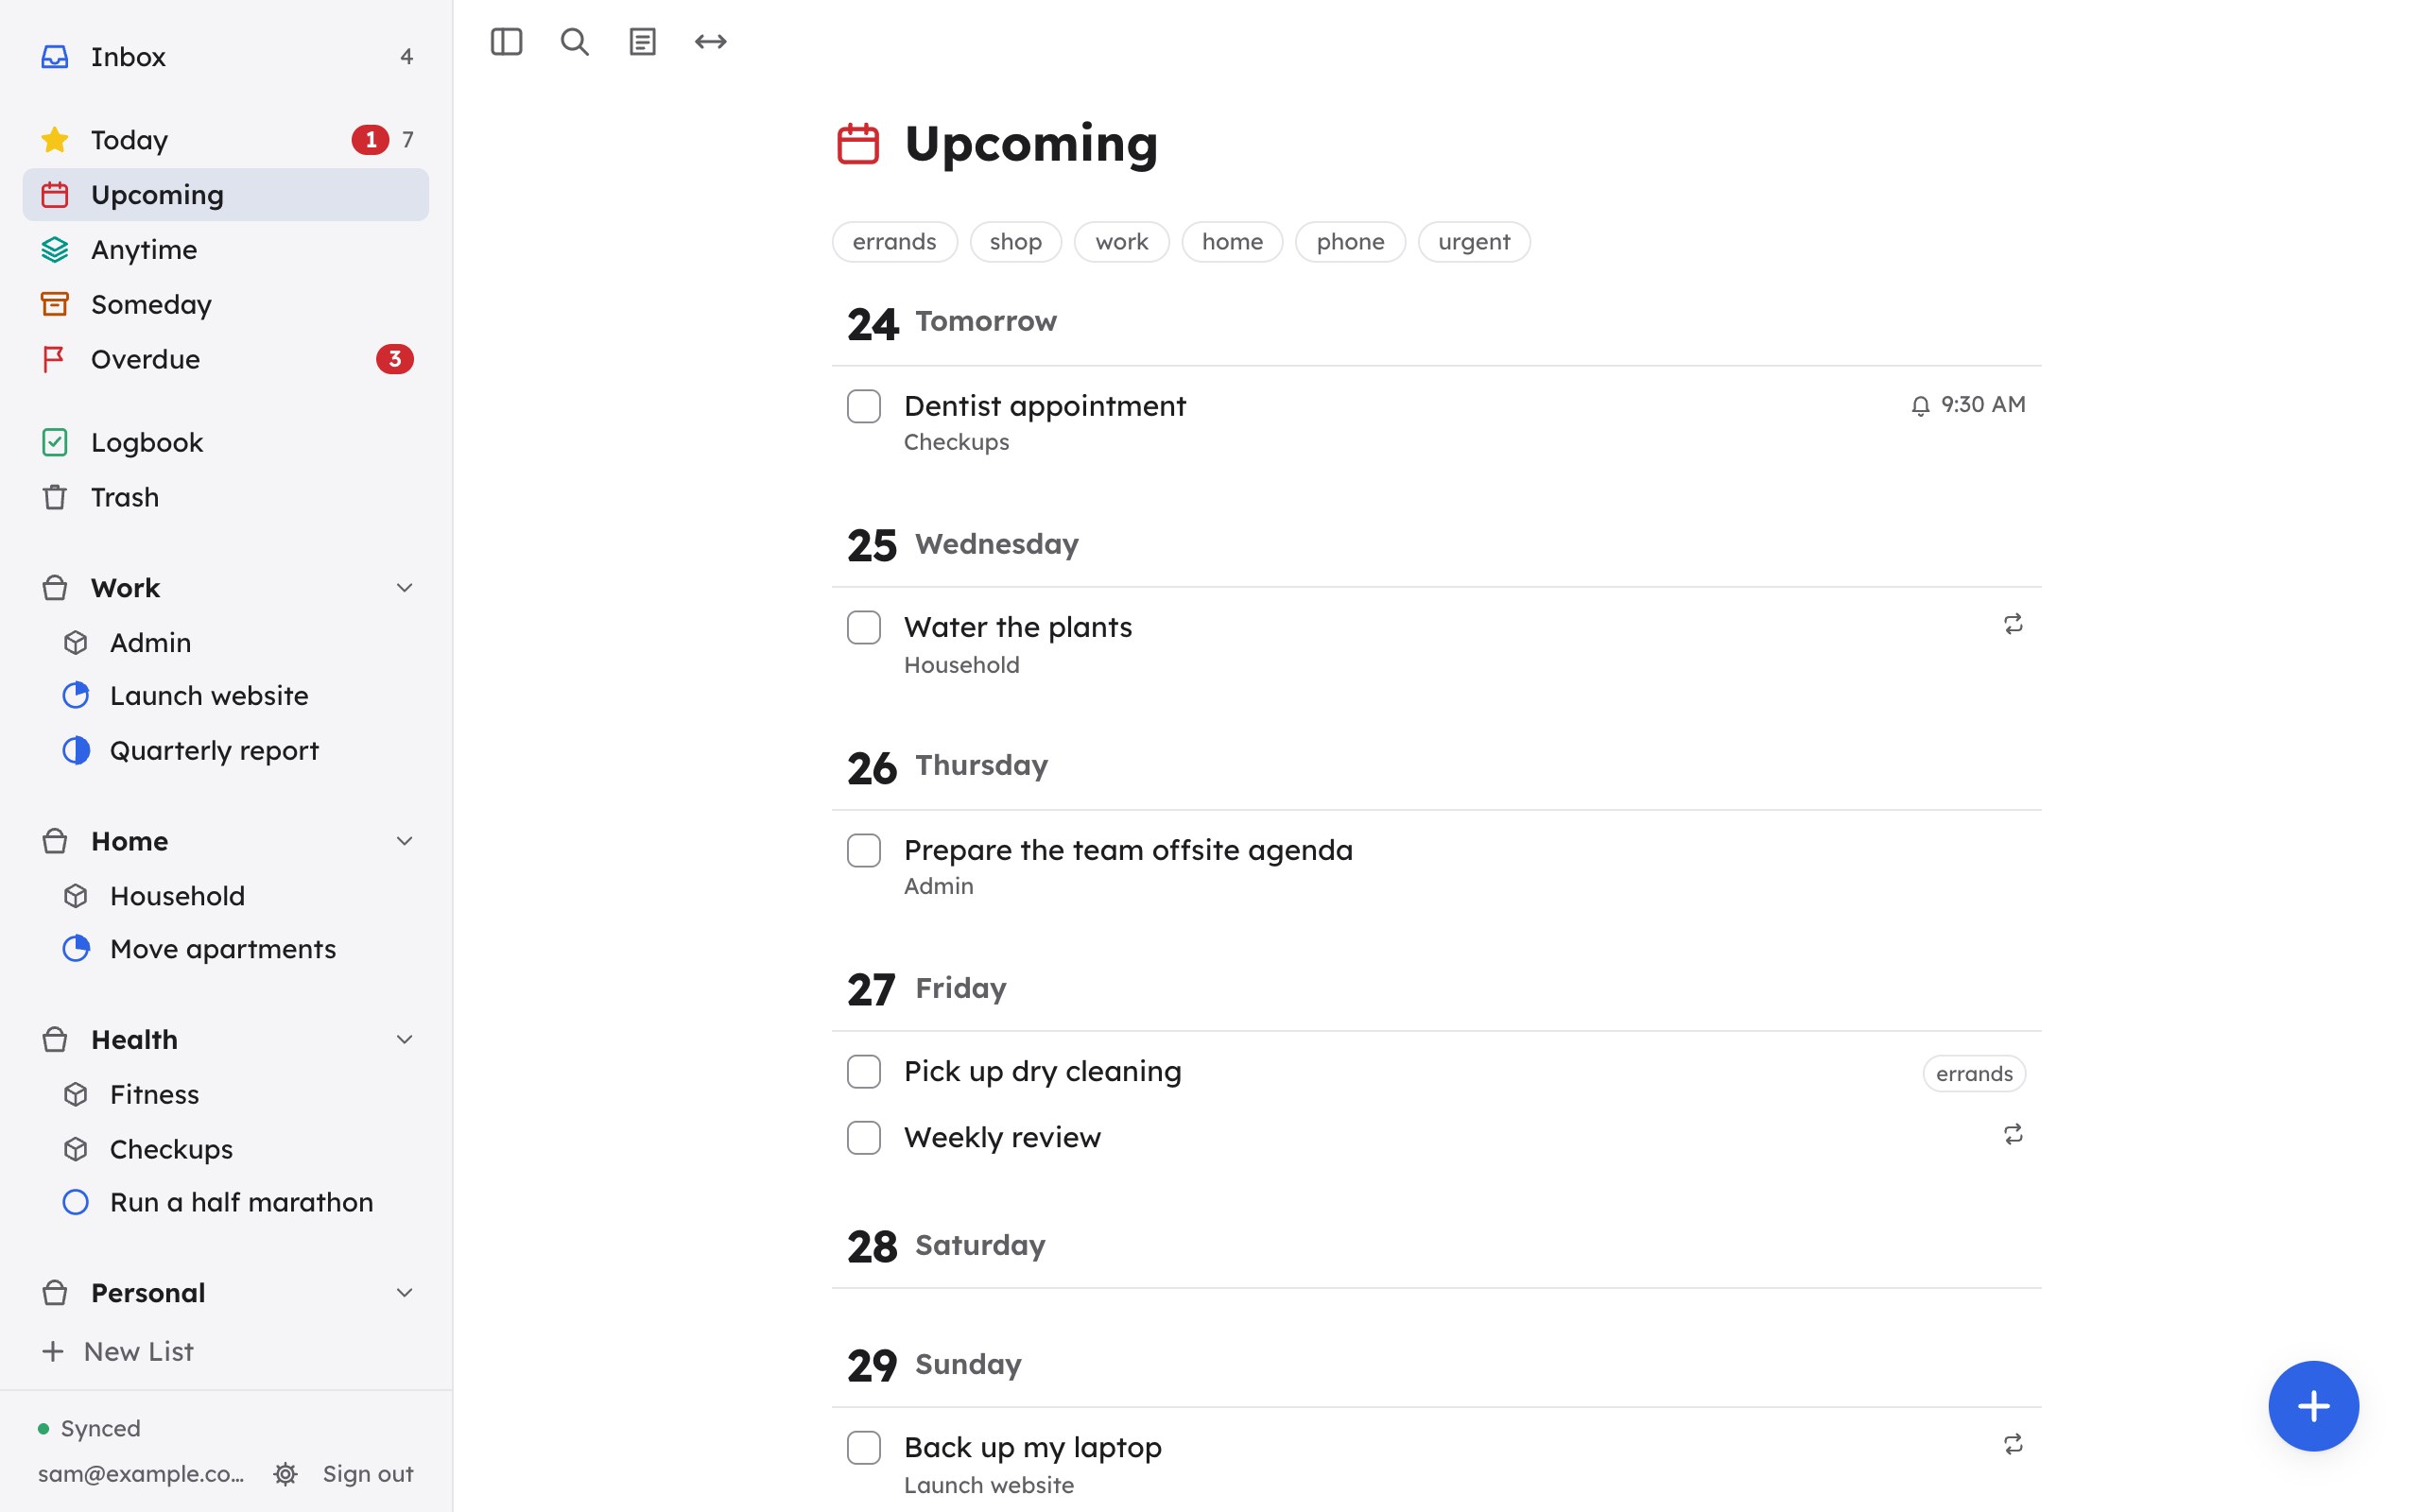 Inbox 4
Today 1 7
Upcoming
Anytime
Someday
Overdue 3
Logbook
Trash
Work
Admin
Launch website
Quarterly report
Home
Household
Move apartments
Health
Fitness
Checkups
Run a half marathon
Personal
New List
Synced
sam@example.co... Sign out
Upcoming
errands shop work home phone urgent
24 Tomorrow
Dentist appointment 9:30 AM
Checkups
25 Wednesday
Water the plants
Household
26 Thursday
Prepare the team offsite agenda
Admin
27 Friday
Pick up dry cleaning errands
Weekly review
28 Saturday
29 Sunday
Back up my laptop
Launch website